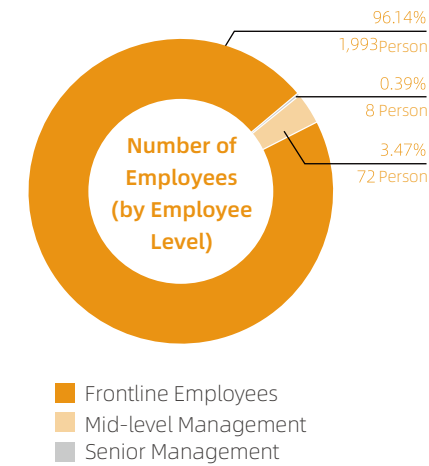 96.14%
1,993Person
0.39%
8 Person
3.47%
72 Person
Number of
Employees
(by Employee
Level)
Frontline Employees
Mid-level Management
Senior Management